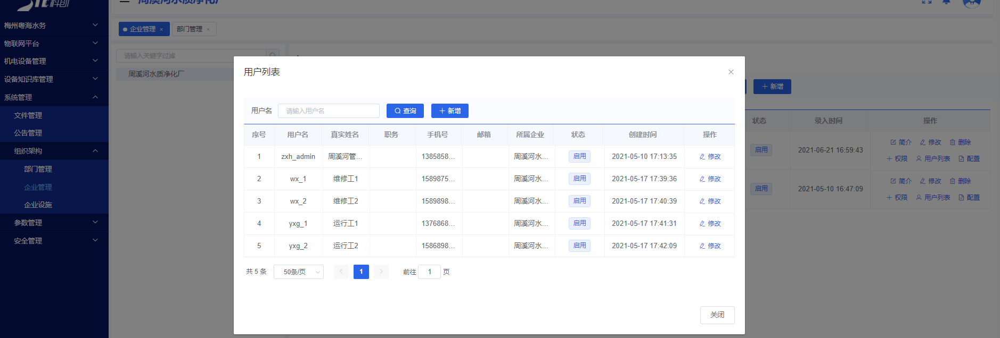 科创
周溪河水质净化厂
梅州粤海水务
物联网平台
机电设备管理
设备知识库管理
系统管理
文件管理
公告管理
组织架构
部门管理
企业管理
企业设施
参数管理
安全管理
企业管理 × 部门管理 ×
请输入关键字过滤
周溪河水质净化厂
用户列表 ×
用户名 请输入用户名 查询 + 新增
序号 用户名 真实姓名 职务 手机号 邮箱 所属企业 状态 创建时间 操作
1 zxh_admin 周溪河管... 1385858... 周溪河水... 启用 2021-05-10 17:13:35 修改
2 wx_1 维修工1 1589875... 周溪河水... 启用 2021-05-17 17:39:36 修改
3 wx_2 维修工2 1589898... 周溪河水... 启用 2021-05-17 17:40:39 修改
4 yxg_1 运行工1 1376868... 周溪河水... 启用 2021-05-17 17:41:31 修改
5 yxg_2 运行工2 1586898... 周溪河水... 启用 2021-05-17 17:42:09 修改
共 5 条 50条/页 < 1 > 前往 1 页
关闭
+ 新增
状态 录入时间 操作
启用 2021-06-21 16:59:43 简介 修改 删除
+ 权限 用户列表 配置
启用 2021-05-10 16:47:09 简介 修改 删除
+ 权限 用户列表 配置